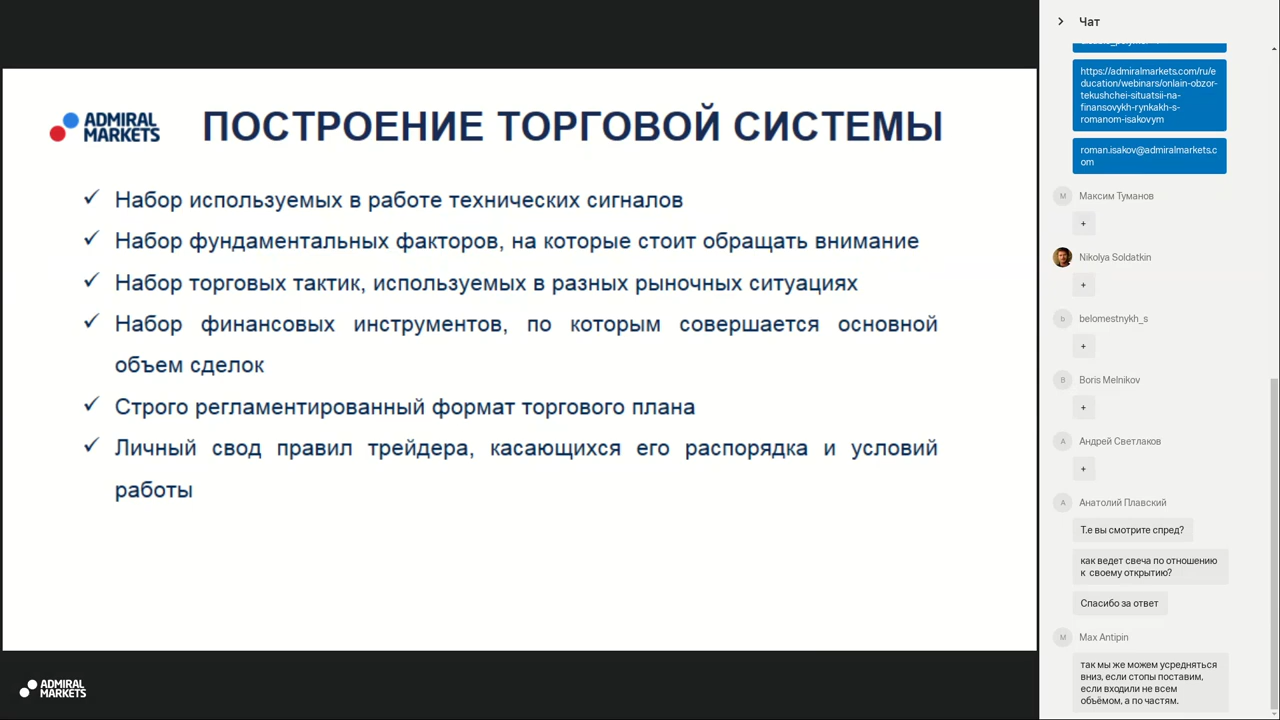 ADMIRAL
MARKETS
ПОСТРОЕНИЕ ТОРГОВОЙ СИСТЕМЫ
Набор используемых в работе технических сигналов
Набор фундаментальных факторов, на которые стоит обращать внимание
Набор торговых тактик, используемых в разных рыночных ситуациях
Набор финансовых инструментов, по которым совершается основной
объем сделок
Строго регламентированный формат торгового плана
Личный свод правил трейдера, касающихся его распорядка и условий
работы
ADMIRAL
MARKETS
Чат
https://admiralmarkets.com/ru/e
ducation/webinars/onlain-obzor-
tekushchei-situatsii-na-
finansovykh-rynkakh-s-
romanom-isakovym
roman.isakov@admiralmarkets.c
om
М
Максим Туманов
+
Nikolya Soldatkin
+
b
belomestnykh_s
+
B
Boris Melnikov
+
А
Андрей Светлаков
+
А
Анатолий Плавский
Т.е вы смотрите спред?
как ведет свеча по отношению
к своему открытию?
Спасибо за ответ
M
Max Antipin
так мы же можем усредняться
вниз, если стопы поставим,
если входили не всем
объёмом, а по частям.